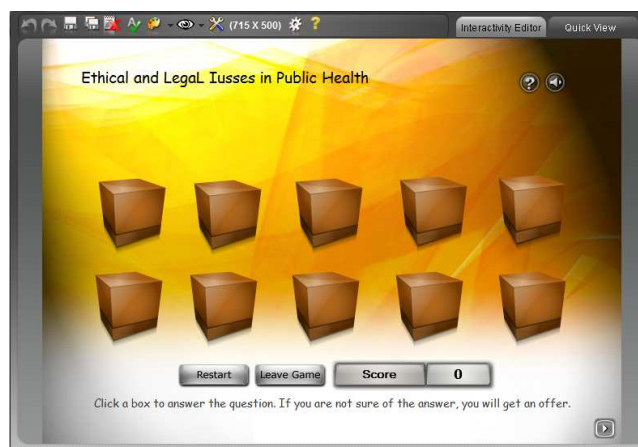 (715 X 500)
Interactivity Editor
Quick View
Ethical and LegaL Iusses in Public Health
Restart
Leave Game
Score
0
Click a box to answer the question. If you are not sure of the answer, you will get an offer.